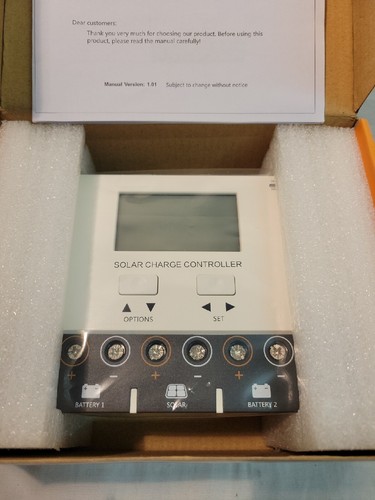 Dear customers:
Thank you very much for choosing our product. Before using this
product, please read the manual carefully!
Manual Version: 1.01 Subject to change without notice
SOLAR CHARGE CONTROLLER
▲ ▼ ◄ ►
OPTIONS SET
+ − + − + −
BATTERY 1 SOLAR BATTERY 2